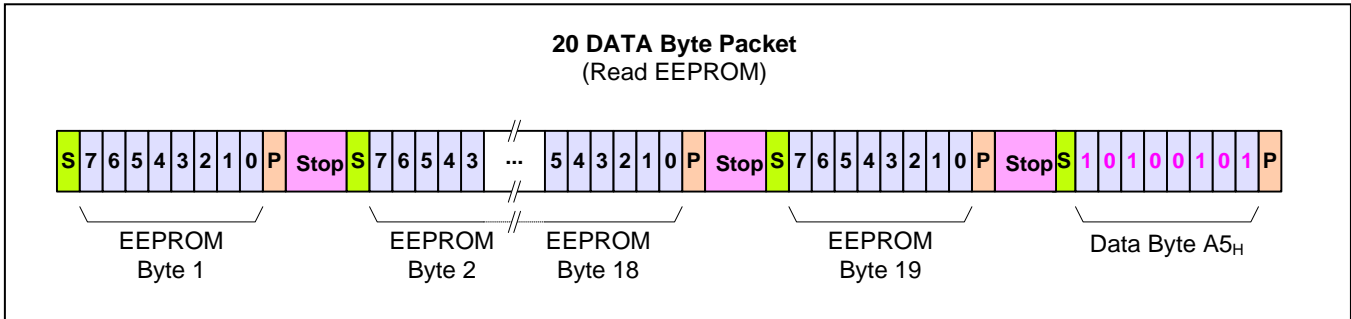 20 DATA Byte Packet
(Read EEPROM)
S 7 6 5 4 3 2 1 0 P Stop S 7 6 5 4 3 ... 5 4 3 2 1 0 P Stop S 7 6 5 4 3 2 1 0 P Stop S 1 0 1 0 0 1 0 1 P
EEPROM EEPROM EEPROM EEPROM Data Byte A5H
Byte 1 Byte 2 Byte 18 Byte 19